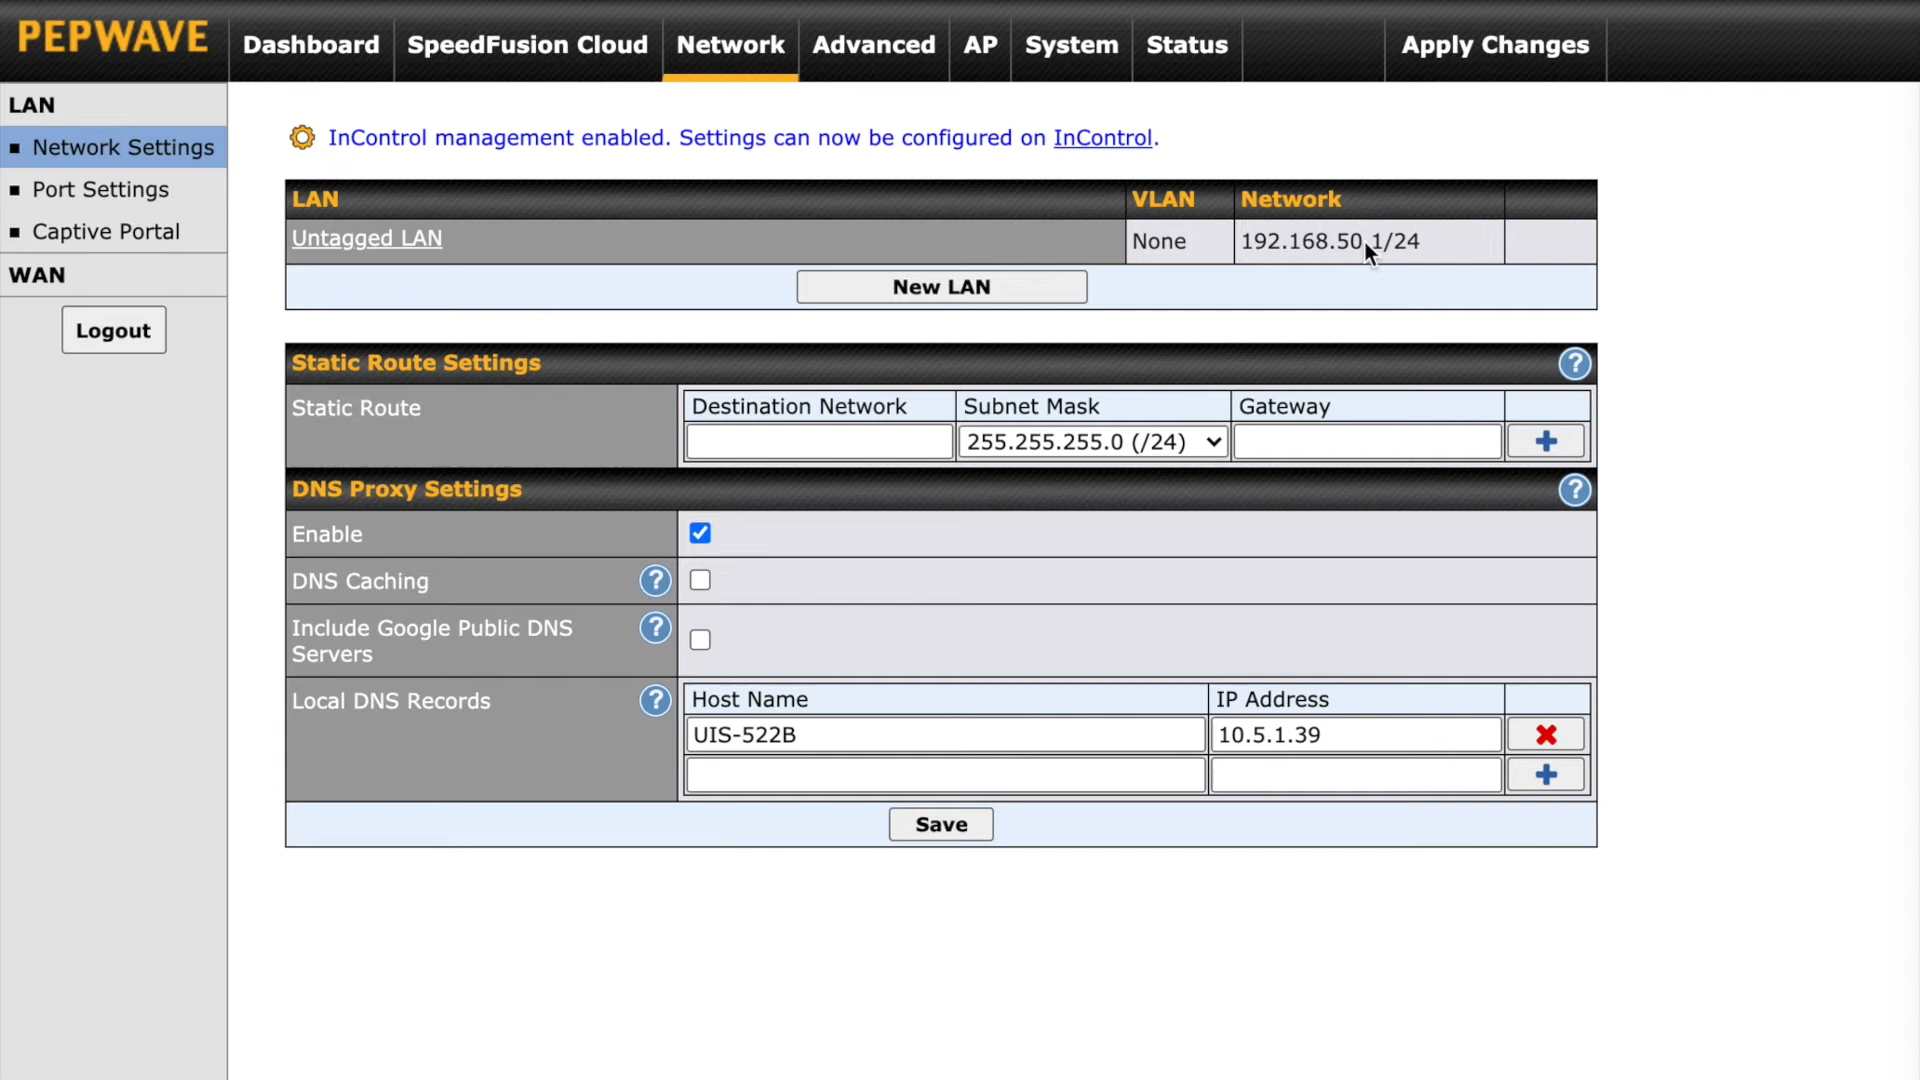 PEPWAVE
Dashboard SpeedFusion Cloud Network Advanced AP System Status Apply Changes
LAN
Network Settings
Port Settings
Captive Portal
WAN
Logout
InControl management enabled. Settings can now be configured on InControl.
LAN VLAN Network
Untagged LAN None 192.168.50.1/24
New LAN
Static Route Settings ?
Static Route Destination Network Subnet Mask Gateway
255.255.255.0 (/24)
DNS Proxy Settings ?
Enable
DNS Caching ?
Include Google Public DNS ?
Servers
Local DNS Records ? Host Name IP Address
UIS-522B 10.5.1.39
Save